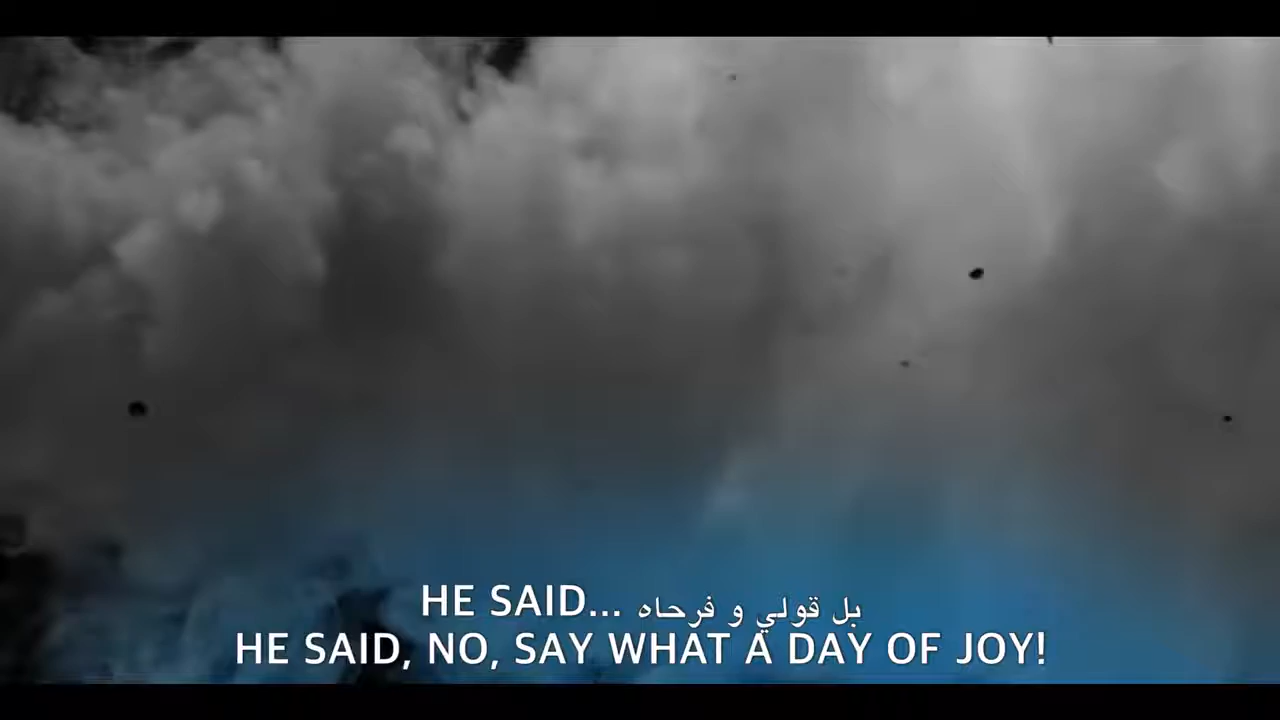 HE SAID... بل قولي و فرحاه
HE SAID, NO, SAY WHAT A DAY OF JOY!